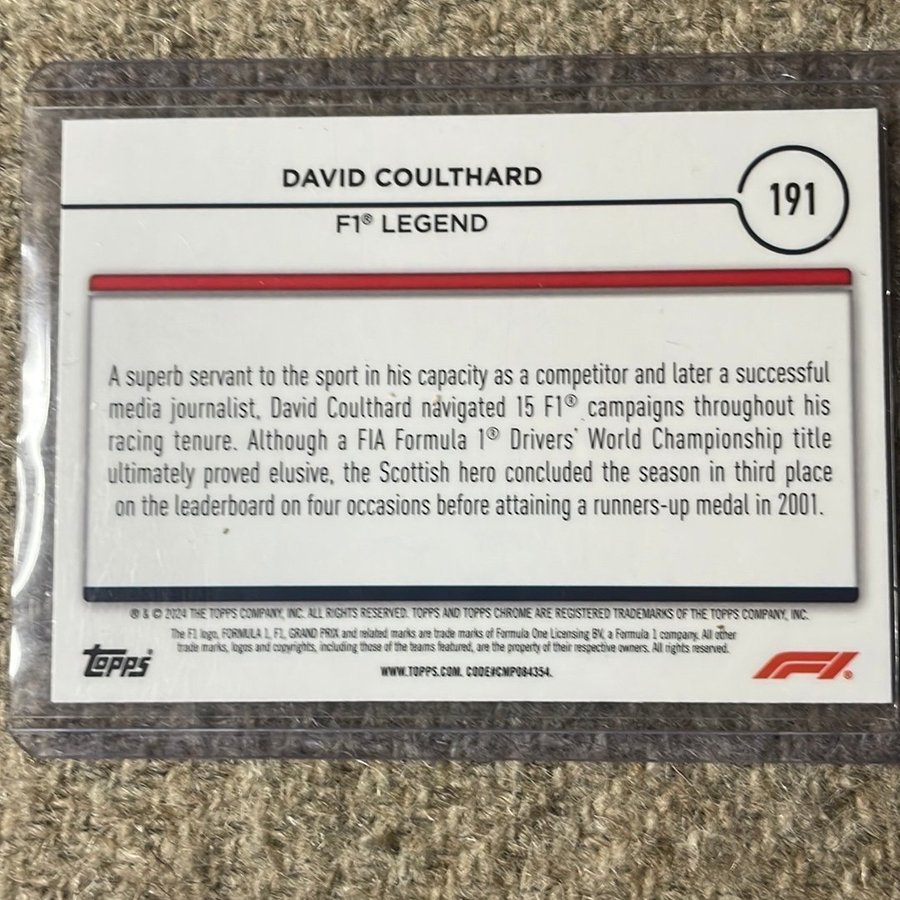 DAVID COULTHARD
191
F1® LEGEND
A superb servant to the sport in his capacity as a competitor and later a successful
media journalist, David Coulthard navigated 15 F1® campaigns throughout his
racing tenure. Although a FIA Formula 1® Drivers' World Championship title
ultimately proved elusive, the Scottish hero concluded the season in third place
on the leaderboard on four occasions before attaining a runners-up medal in 2001.
® & © 2024 THE TOPPS COMPANY, INC. ALL RIGHTS RESERVED. TOPPS AND TOPPS CHROME ARE REGISTERED TRADEMARKS OF THE TOPPS COMPANY, INC.
The F1 logo, FORMULA 1, F1, GRAND PRIX and related marks are trade marks of Formula One Licensing BV, a Formula 1 company. All other
trade marks, logos and copyrights, including those of the teams featured, are the property of their respective owners. All rights reserved.
WWW.TOPPS.COM. CODE#CMP084354.
Topps®
F1®